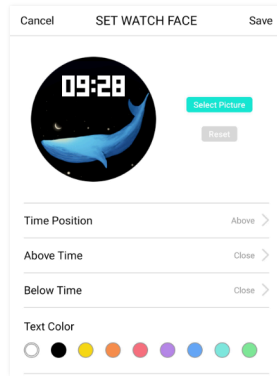 Cancel SET WATCH FACE Save
09:28
Select Picture
Reset
Time Position Above
Above Time Close
Below Time Close
Text Color